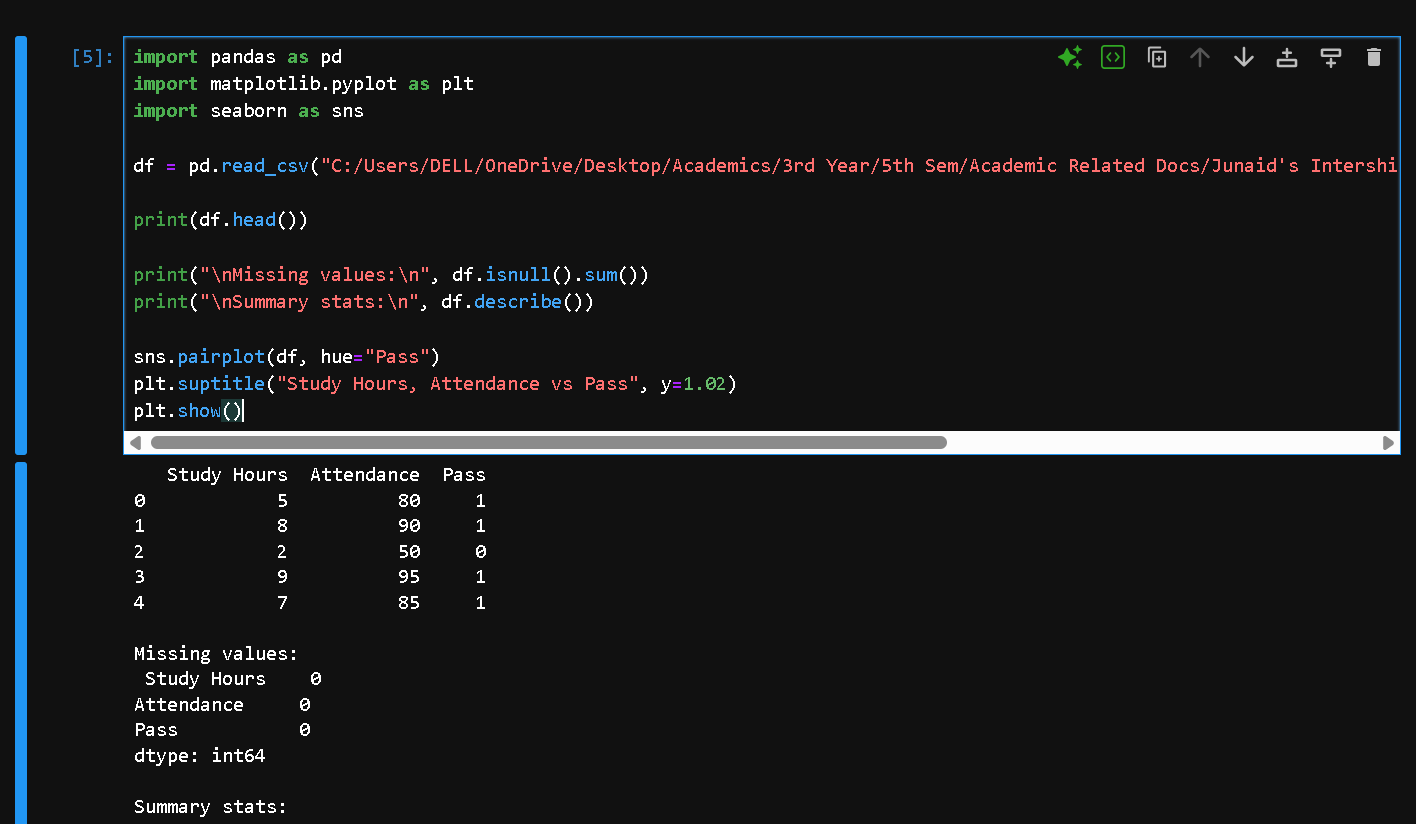 [5]:
import pandas as pd
import matplotlib.pyplot as plt
import seaborn as sns
df = pd.read_csv("C:/Users/DELL/OneDrive/Desktop/Academics/3rd Year/5th Sem/Academic Related Docs/Junaid's Intershi
print(df.head())
print("\nMissing values:\n", df.isnull().sum())
print("\nSummary stats:\n", df.describe())
sns.pairplot(df, hue="Pass")
plt.suptitle("Study Hours, Attendance vs Pass", y=1.02)
plt.show()
   Study Hours  Attendance  Pass
0            5          80     1
1            8          90     1
2            2          50     0
3            9          95     1
4            7          85     1
Missing values:
 Study Hours    0
Attendance     0
Pass           0
dtype: int64
Summary stats: